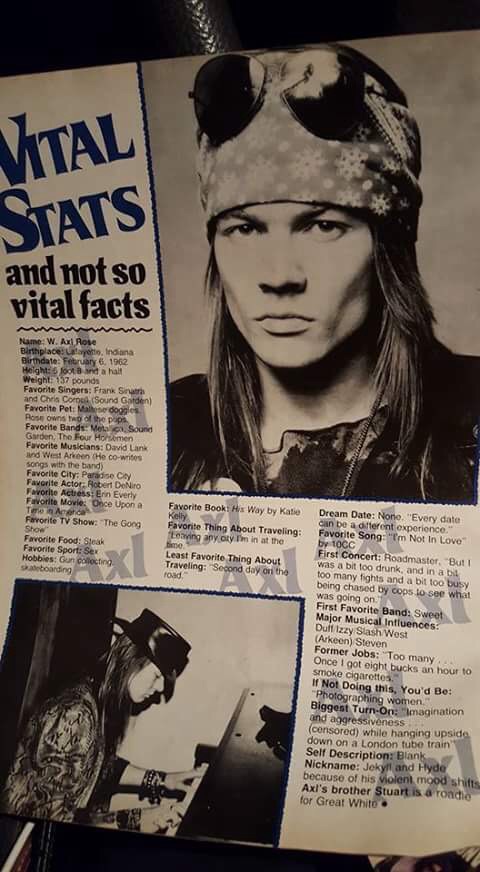 VITAL
STATS
and not so
vital facts
Name: W. Axl Rose
Birthplace: Lafayette, Indiana
Birthdate: February 6, 1962
Height: 5 foot 8 and a half
Weight: 137 pounds
Favorite Singers: Frank Sinatra
and Chris Cornell (Sound Garden)
Favorite Pet: Maltese doggies.
Rose owns two of the pups.
Favorite Bands: Metallica, Sound
Garden, The Four Horsemen
Favorite Musicians: David Lank
and West Arkeen (He co-writes
songs with the band)
Favorite City: Paradise City
Favorite Actor: Robert DeNiro
Favorite Actress: Erin Everly
Favorite Movie: Once Upon a
Time in America
Favorite TV Show: "The Gong
Show"
Favorite Food: Steak
Favorite Sport: Sex
Hobbies: Gun collecting,
skateboarding
Favorite Book: His Way by Katie
Kelly
Favorite Thing About Traveling:
"Leaving any city I'm in at the
time."
Least Favorite Thing About
Traveling: "Second day on the
road."
Dream Date: None. "Every date
can be a different experience."
Favorite Song: "I'm Not In Love"
by 10CC
First Concert: Roadmaster. "But I
was a bit too drunk, and in a bit
too many fights and a bit too busy
being chased by cops to see what
was going on."
First Favorite Band: Sweet
Major Musical Influences:
Duff/Izzy/Slash/West
(Arkeen)/Steven
Former Jobs: "Too many . . .
Once I got eight bucks an hour to
smoke cigarettes."
If Not Doing this, You'd Be:
"Photographing women."
Biggest Turn-On: "Imagination
and aggressiveness . . .
(censored) while hanging upside
down on a London tube train"
Self Description: Blank
Nickname: Jekyll and Hyde
because of his violent mood shifts
Axl's brother Stuart is a roadie
for Great White
Axl
Axl
Axl
Axl
Axl